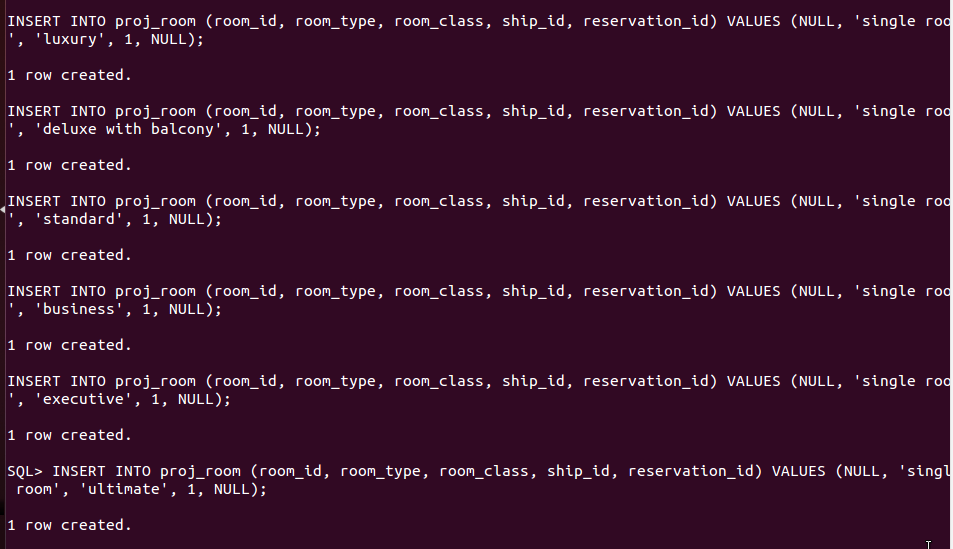 INSERT INTO proj_room (room_id, room_type, room_class, ship_id, reservation_id) VALUES (NULL, 'single roo
', 'luxury', 1, NULL);
1 row created.
INSERT INTO proj_room (room_id, room_type, room_class, ship_id, reservation_id) VALUES (NULL, 'single roo
', 'deluxe with balcony', 1, NULL);
1 row created.
INSERT INTO proj_room (room_id, room_type, room_class, ship_id, reservation_id) VALUES (NULL, 'single roo
', 'standard', 1, NULL);
1 row created.
INSERT INTO proj_room (room_id, room_type, room_class, ship_id, reservation_id) VALUES (NULL, 'single roo
', 'business', 1, NULL);
1 row created.
INSERT INTO proj_room (room_id, room_type, room_class, ship_id, reservation_id) VALUES (NULL, 'single roo
', 'executive', 1, NULL);
1 row created.
SQL> INSERT INTO proj_room (room_id, room_type, room_class, ship_id, reservation_id) VALUES (NULL, 'singl
room', 'ultimate', 1, NULL);
1 row created.